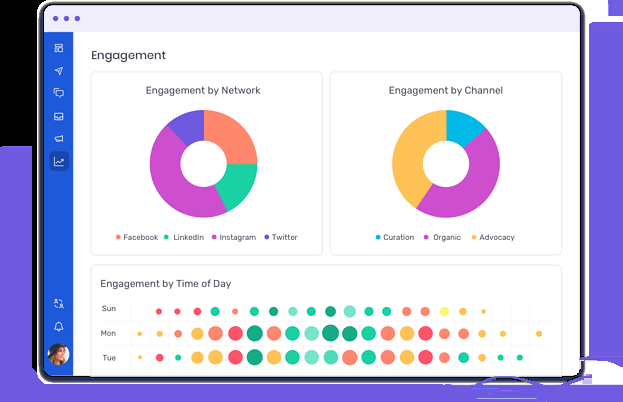 Engagement
Engagement by Network
Facebook LinkedIn Instagram Twitter
Engagement by Channel
Curation Organic Advocacy
Engagement by Time of Day
Sun
Mon
Tue